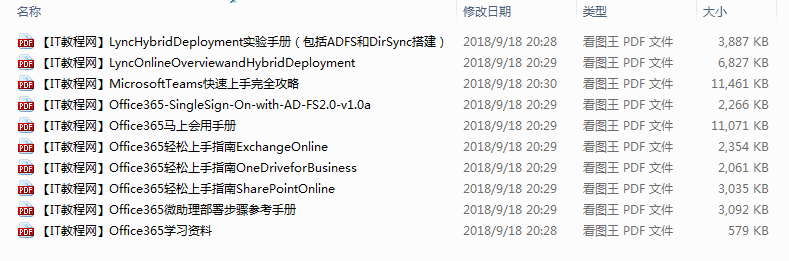 名称 修改日期 类型 大小
PDF 【IT教程网】LyncHybridDeployment实验手册（包括ADFS和DirSync搭建） 2018/9/18 20:28 看图王 PDF 文件 3,887 KB
PDF 【IT教程网】LyncOnlineOverviewandHybridDeployment 2018/9/18 20:29 看图王 PDF 文件 6,827 KB
PDF 【IT教程网】MicrosoftTeams快速上手完全攻略 2018/9/18 20:30 看图王 PDF 文件 11,461 KB
PDF 【IT教程网】Office365-SingleSign-On-with-AD-FS2.0-v1.0a 2018/9/18 20:29 看图王 PDF 文件 2,266 KB
PDF 【IT教程网】Office365马上会用手册 2018/9/18 20:29 看图王 PDF 文件 11,071 KB
PDF 【IT教程网】Office365轻松上手指南ExchangeOnline 2018/9/18 20:29 看图王 PDF 文件 2,354 KB
PDF 【IT教程网】Office365轻松上手指南OneDriveforBusiness 2018/9/18 20:29 看图王 PDF 文件 2,061 KB
PDF 【IT教程网】Office365轻松上手指南SharePointOnline 2018/9/18 20:29 看图王 PDF 文件 3,035 KB
PDF 【IT教程网】Office365微助理部署步骤参考手册 2018/9/18 20:29 看图王 PDF 文件 3,092 KB
PDF 【IT教程网】Office365学习资料 2018/9/18 20:28 看图王 PDF 文件 579 KB